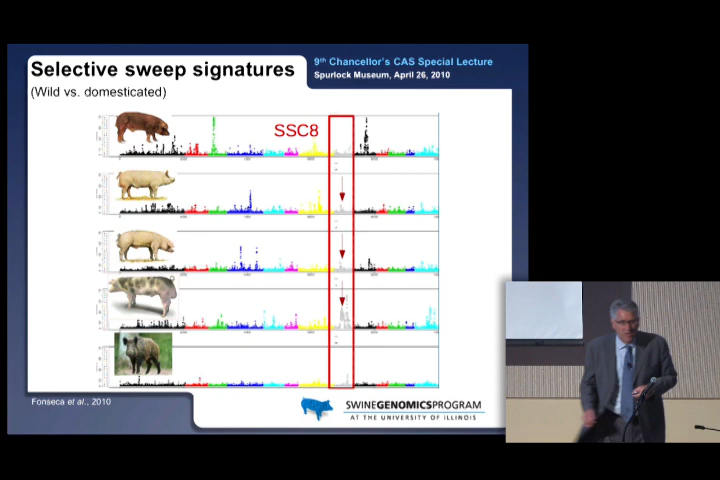 Selective sweep signatures
(Wild vs. domesticated)
9th Chancellor's CAS Special Lecture
Spurlock Museum, April 26, 2010
SSC8
Fonseca et al., 2010
SWINEGENOMICSPROGRAM
AT THE UNIVERSITY OF ILLINOIS